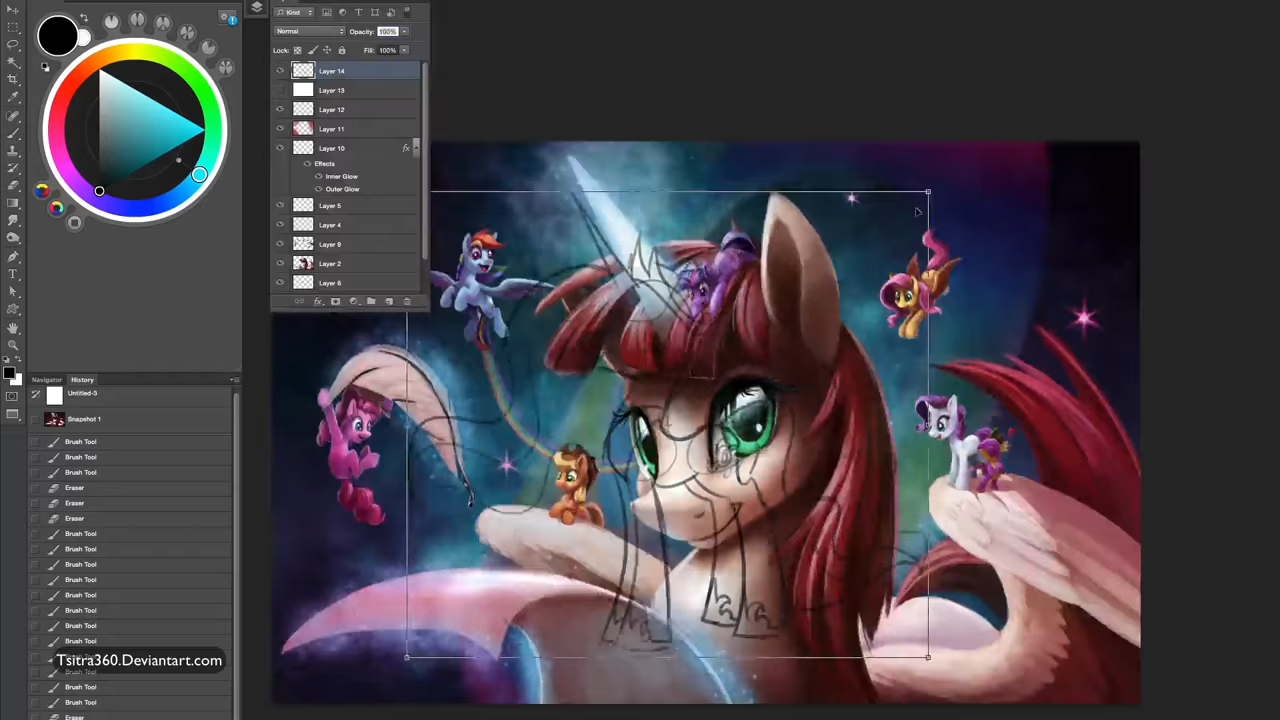 Kind
Normal
Opacity: 100%
Lock:
Fill: 100%
Layer 14
Layer 13
Layer 12
Layer 11
Layer 10
fx
Effects
Inner Glow
Outer Glow
Layer 5
Layer 4
Layer 9
Layer 2
Layer 6
fx
Navigator
History
Untitled-5
Snapshot 1
Brush Tool
Brush Tool
Brush Tool
Eraser
Eraser
Eraser
Brush Tool
Brush Tool
Brush Tool
Brush Tool
Brush Tool
Brush Tool
Brush Tool
Brush Tool
Tsitra360.Deviantart.com
Brush Tool
Brush Tool
Eraser